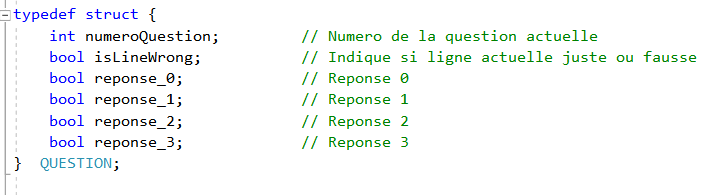 typedef struct {
int numeroQuestion; // Numero de la question actuelle
bool isLineWrong; // Indique si ligne actuelle juste ou fausse
bool reponse_0; // Reponse 0
bool reponse_1; // Reponse 1
bool reponse_2; // Reponse 2
bool reponse_3; // Reponse 3
} QUESTION;